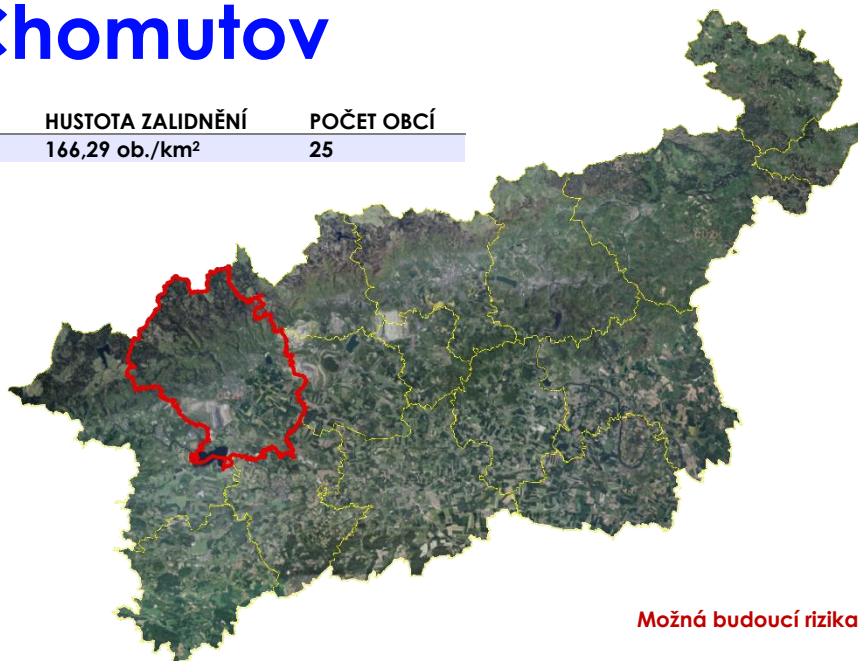 Chomutov
HUSTOTA ZALIDNĚNÍ POČET OBCÍ
166,29 ob./km² 25
Možná budoucí rizika